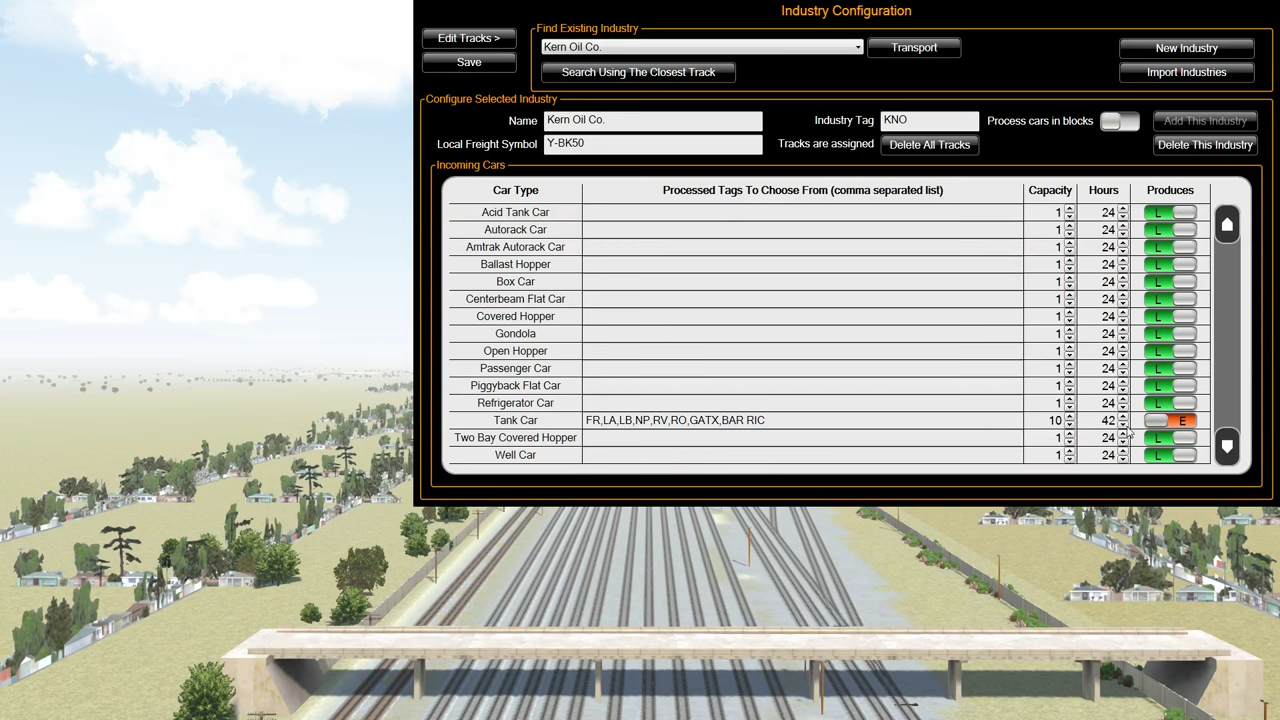 Industry Configuration
Edit Tracks >
Save
Find Existing Industry
Kern Oil Co.
Transport
Search Using The Closest Track
New Industry
Import Industries
Configure Selected Industry
Name
Kern Oil Co.
Industry Tag
KNO
Process cars in blocks
Add This Industry
Local Freight Symbol
Y-BK50
Tracks are assigned
Delete All Tracks
Delete This Industry
Incoming Cars
Car Type Processed Tags To Choose From (comma separated list) Capacity Hours Produces
Acid Tank Car 1 24 L
Autorack Car 1 24 L
Amtrak Autorack Car 1 24 L
Ballast Hopper 1 24 L
Box Car 1 24 L
Centerbeam Flat Car 1 24 L
Covered Hopper 1 24 L
Gondola 1 24 L
Open Hopper 1 24 L
Passenger Car 1 24 L
Piggyback Flat Car 1 24 L
Refrigerator Car 1 24 L
Tank Car FR,LA,LB,NP,RV,RO,GATX,BAR RIC 10 42 E
Two Bay Covered Hopper 1 24 L
Well Car 1 24 L